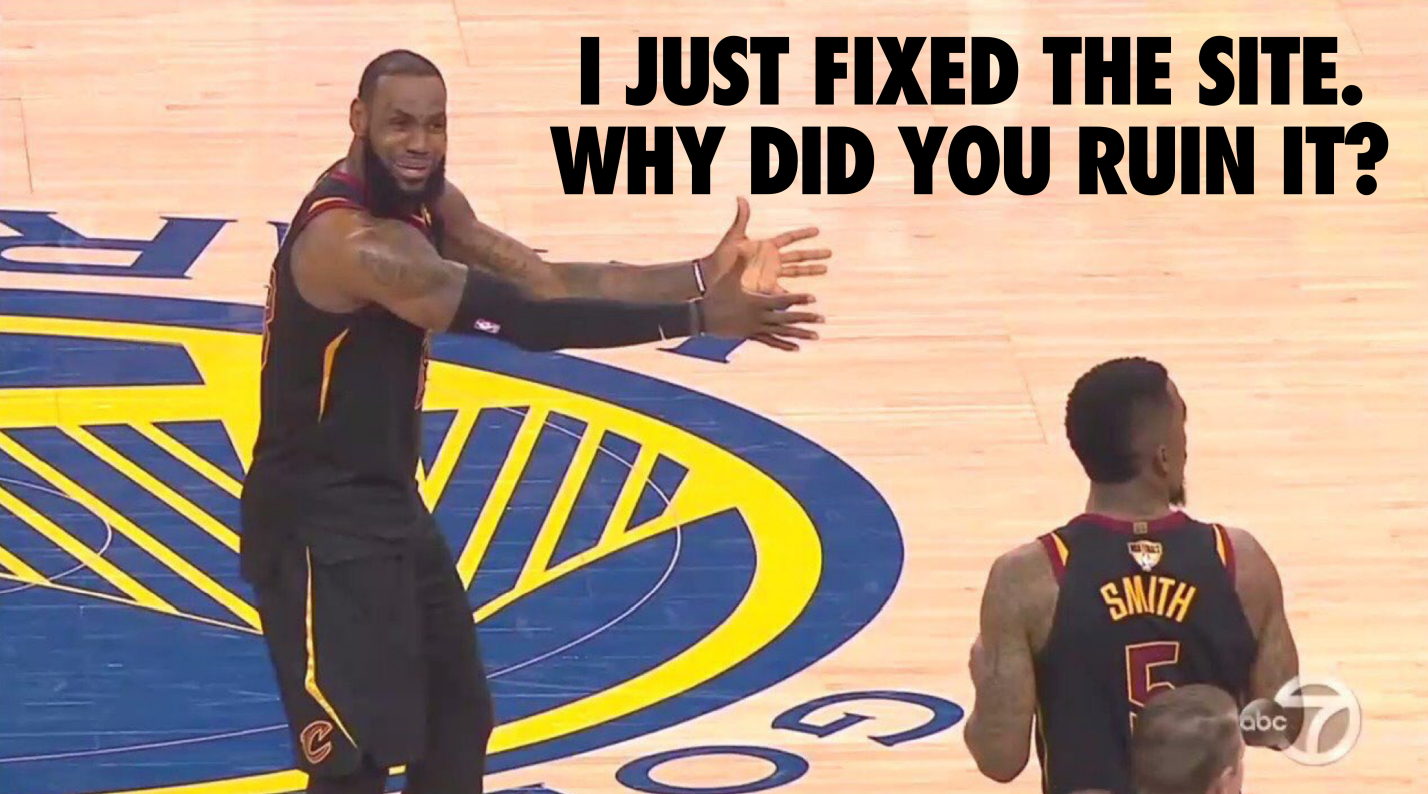 I JUST FIXED THE SITE.
WHY DID YOU RUIN IT?
SMITH
5
abc 7